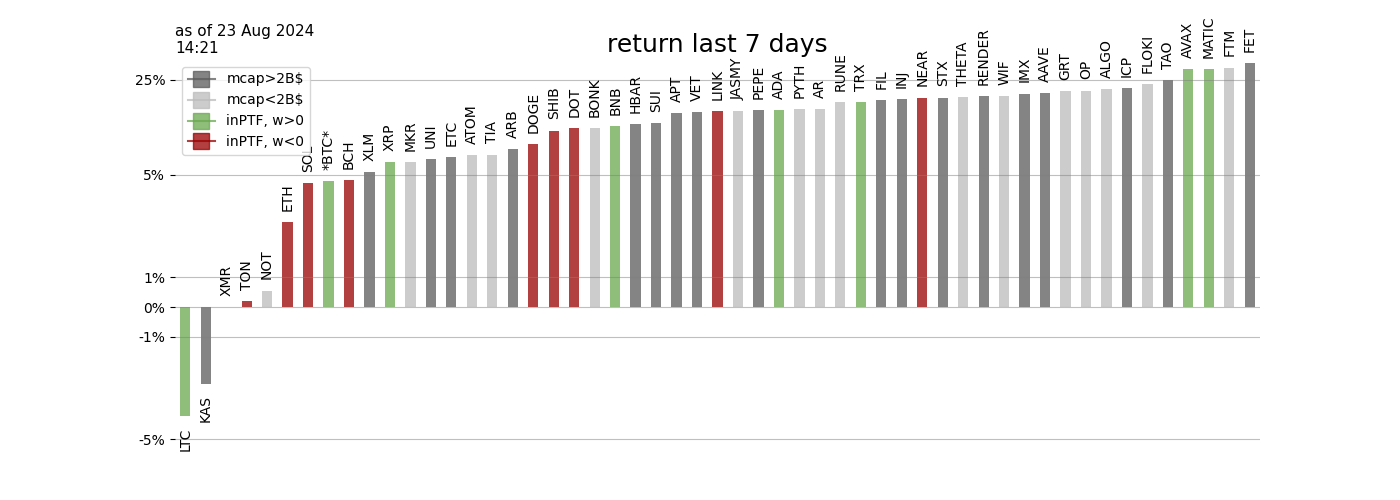 as of 23 Aug 2024
14:21
return last 7 days
mcap>2B$
mcap<2B$
inPTF, w>0
inPTF, w<0
25%
5%
1%
0%
-1%
-5%
LTC
KAS
XMR
TON
NOT
ETH
*BTC*
BCH
XLM
XRP
MKR
UNI
ETC
ATOM
TIA
ARB
DOGE
SHIB
DOT
BONK
BNB
HBAR
SUI
APT
VET
LINK
JASMY
PEPE
ADA
PYTH
AR
RUNE
TRX
FIL
INJ
NEAR
STX
THETA
RENDER
WIF
IMX
AAVE
GRT
OP
ALGO
ICP
FLOKI
TAO
AVAX
MATIC
FTM
FET